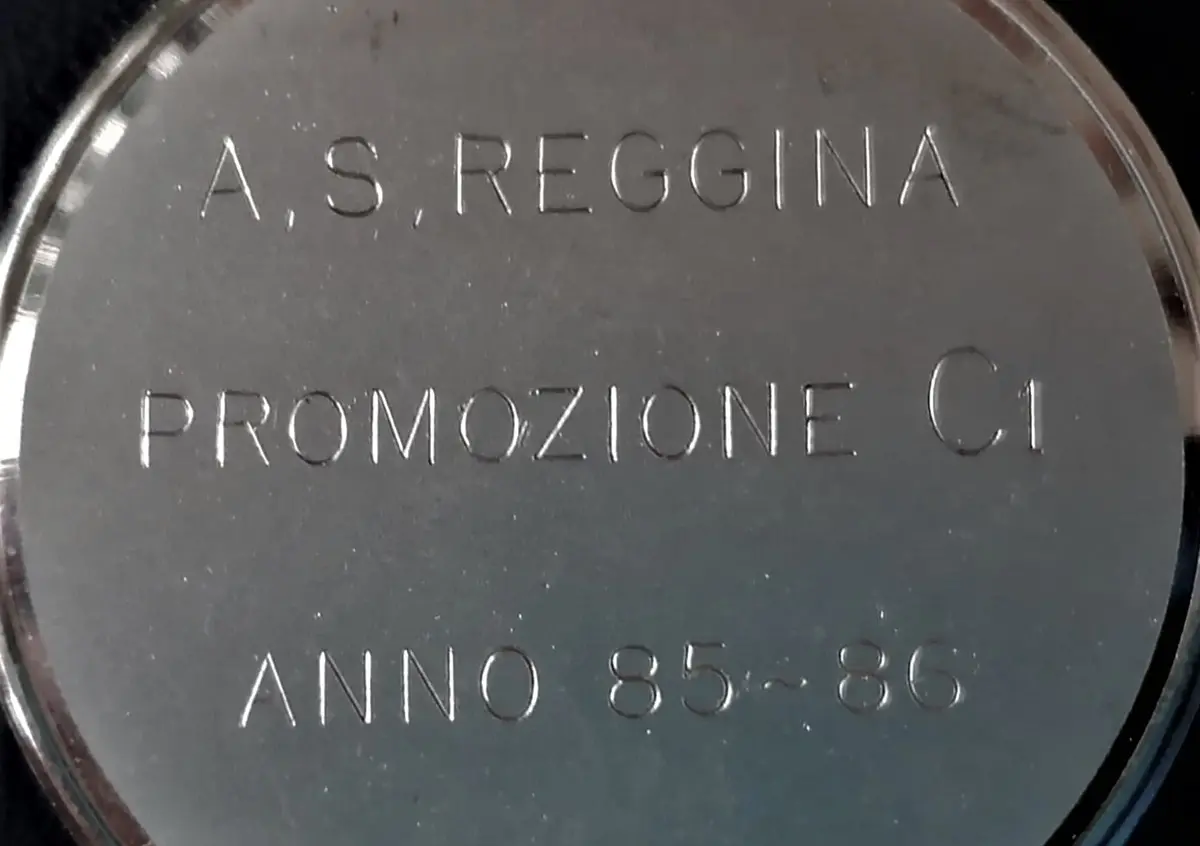 A,S,REGGINA
PROMOZIONE C1
ANNO 85~86